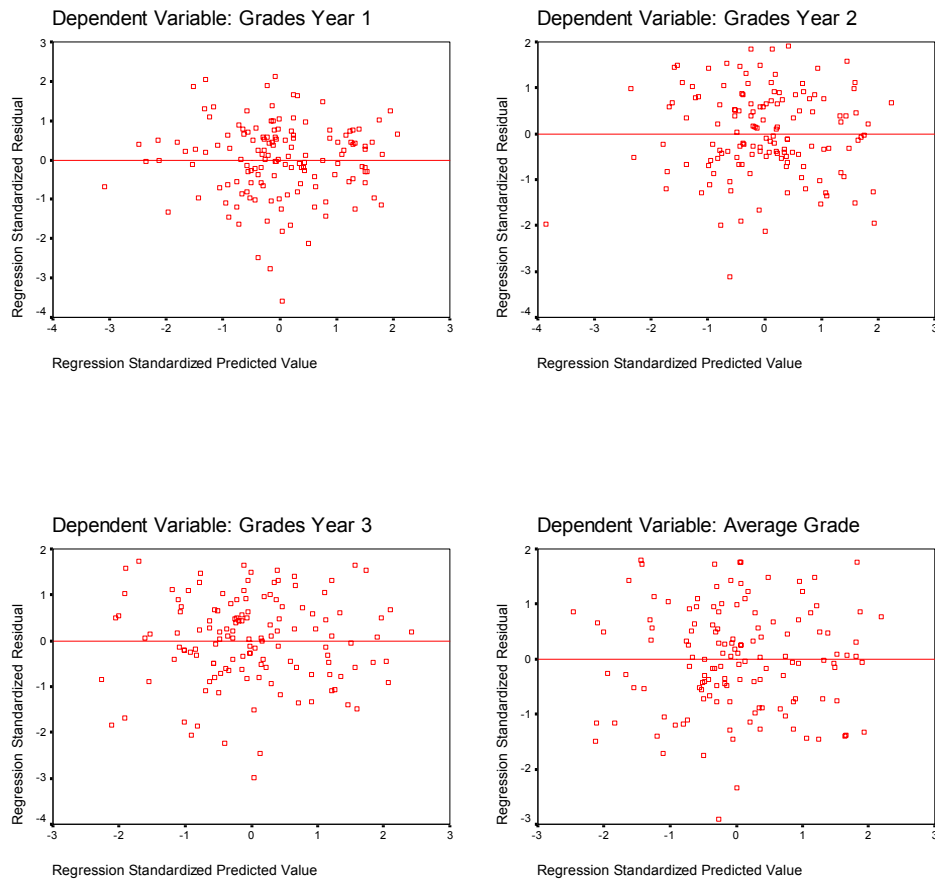 Dependent Variable: Grades Year 1
3
2
1
0
-1
-2
-3
-4
Regression Standardized Residual
-4 -3 -2 -1 0 1 2 3
Regression Standardized Predicted Value
Dependent Variable: Grades Year 2
2
1
0
-1
-2
-3
-4
Regression Standardized Residual
-4 -3 -2 -1 0 1 2 3
Regression Standardized Predicted Value
Dependent Variable: Grades Year 3
2
1
0
-1
-2
-3
-4
Regression Standardized Residual
-3 -2 -1 0 1 2 3
Regression Standardized Predicted Value
Dependent Variable: Average Grade
2
1
0
-1
-2
-3
Regression Standardized Residual
-3 -2 -1 0 1 2 3
Regression Standardized Predicted Value